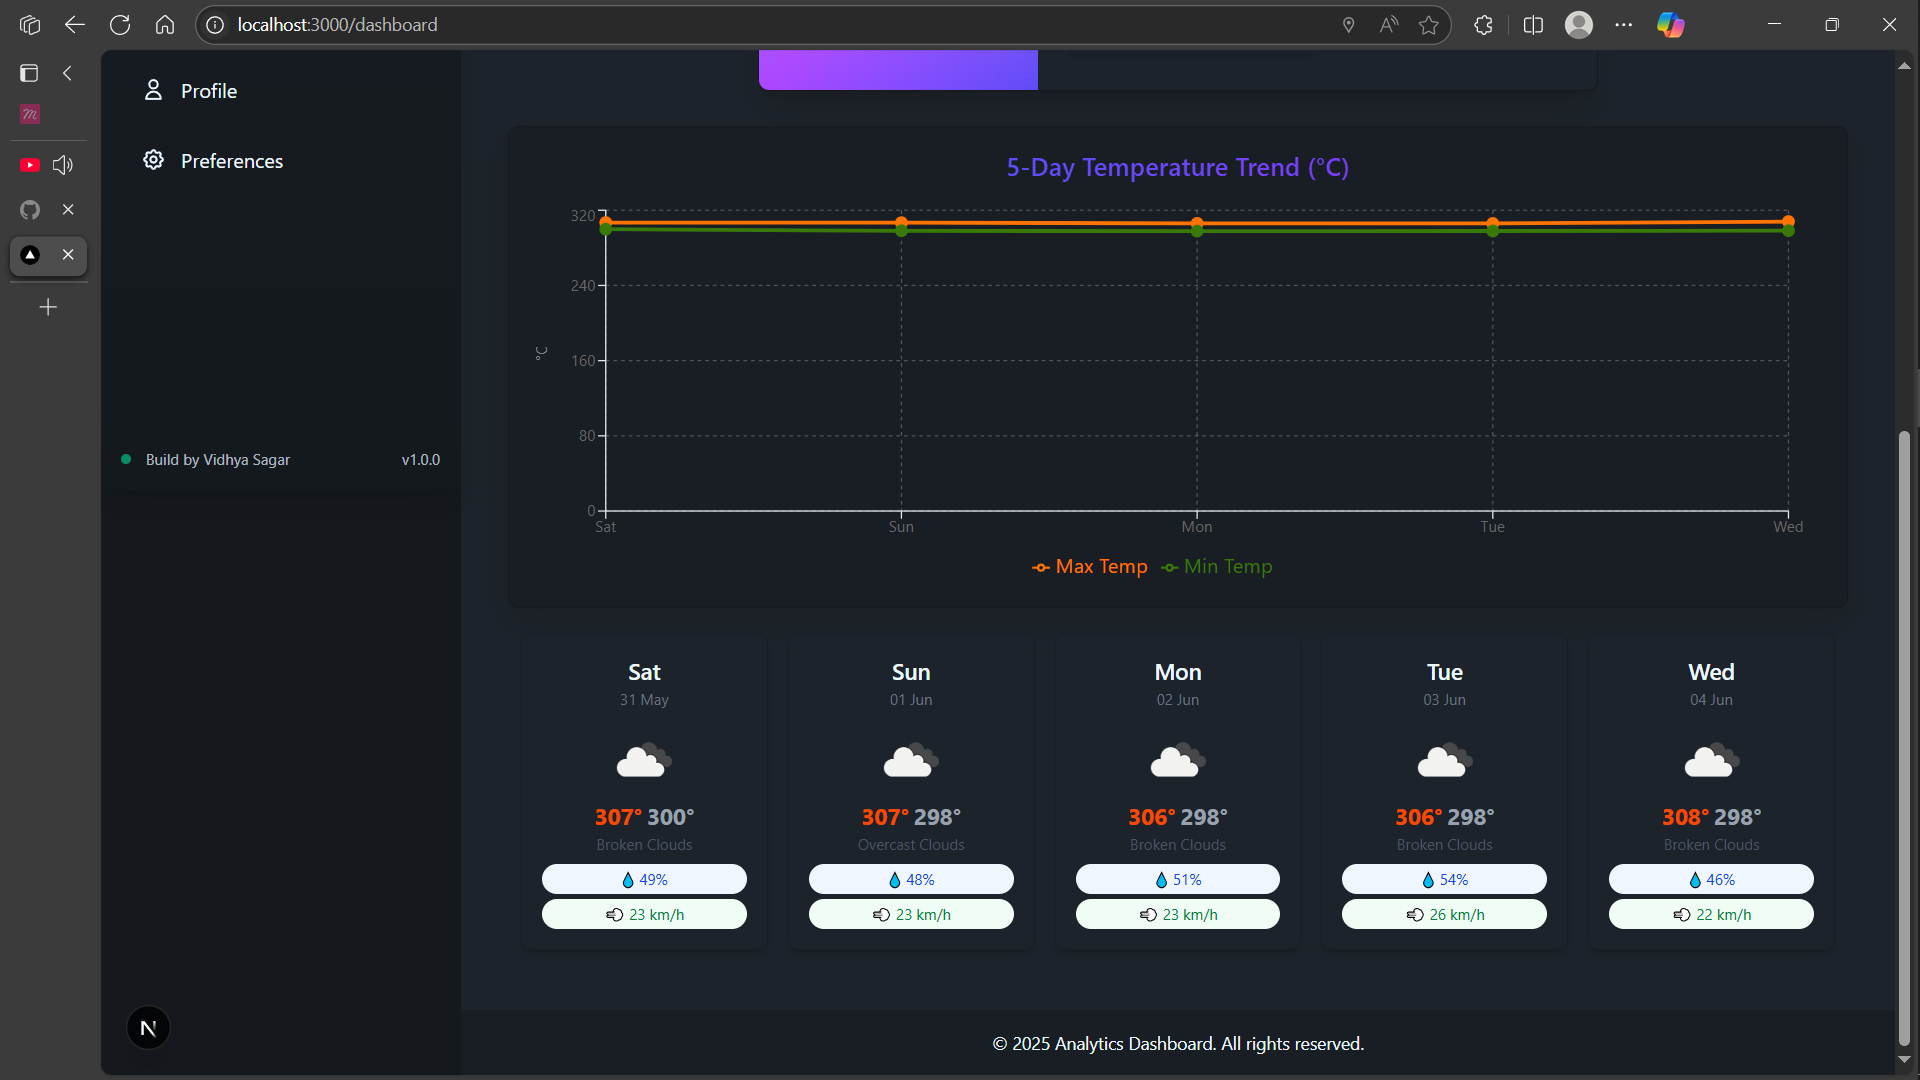 localhost:3000/dashboard
Profile
Preferences
Build by Vidhya Sagar v1.0.0
5-Day Temperature Trend (°C)
320
240
160
80
0
°C
Sat Sun Mon Tue Wed
Max Temp Min Temp
Sat
31 May
307° 300°
Broken Clouds
49%
23 km/h
Sun
01 Jun
307° 298°
Overcast Clouds
48%
23 km/h
Mon
02 Jun
306° 298°
Broken Clouds
51%
23 km/h
Tue
03 Jun
306° 298°
Broken Clouds
54%
26 km/h
Wed
04 Jun
308° 298°
Broken Clouds
46%
22 km/h
N
© 2025 Analytics Dashboard. All rights reserved.